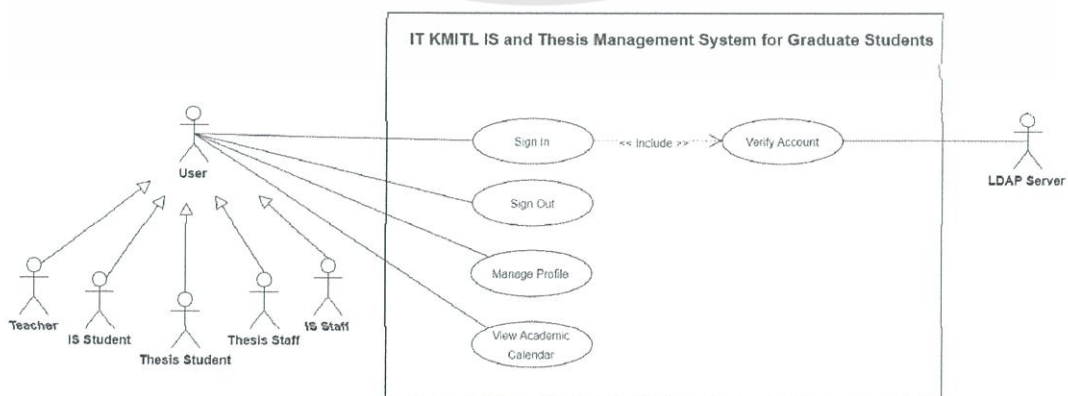 IT KMITL IS and Thesis Management System for Graduate Students
Sign In
<< Include >>
Verify Account
User
LDAP Server
Sign Out
Manage Profile
Teacher
IS Student
Thesis Student
Thesis Staff
IS Staff
View Academic
Calendar